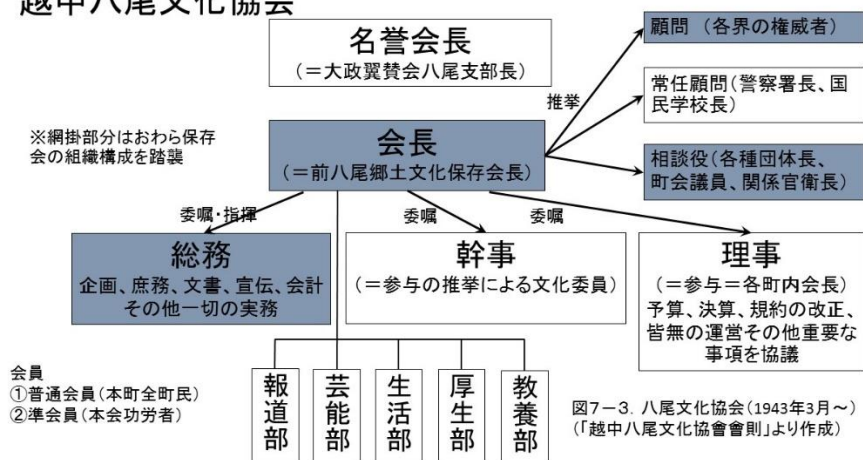 越中八尾文化協会
名誉会長
(＝大政翼賛会八尾支部長)
顧問 (各界の権威者)
推挙
常任顧問(警察署長、国
民学校長)
※網掛部分はおわら保存
会の組織構成を踏襲
会長
(＝前八尾郷土文化保存会長)
相談役(各種団体長、
町会議員、関係官衛長)
委嘱・指揮
委嘱
委嘱
総務
企画、庶務、文書、宣伝、会計
その他一切の実務
幹事
(＝参与の推挙による文化委員)
理事
(＝参与＝各町内会長)
予算、決算、規約の改正、
皆無の運営その他重要な
事項を協議
会員
①普通会員(本町全町民)
②準会員(本会功労者)
報道部
芸能部
生活部
厚生部
教養部
図7－3. 八尾文化協会(1943年3月～)
(「越中八尾文化協會會則」より作成)